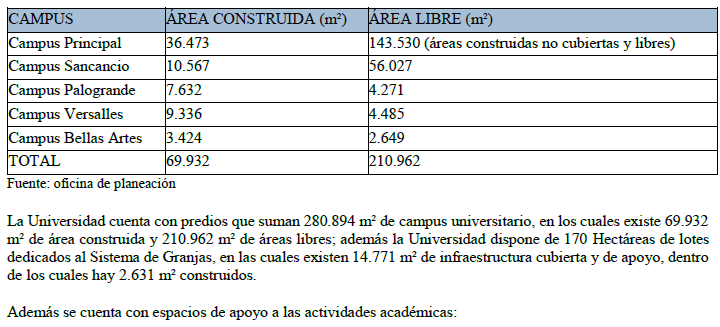 CAMPUS ÁREA CONSTRUIDA (m²) ÁREA LIBRE (m²)
Campus Principal 36.473 143.530 (áreas construidas no cubiertas y libres)
Campus Sancancio 10.567 56.027
Campus Palogrande 7.632 4.271
Campus Versalles 9.336 4.485
Campus Bellas Artes 3.424 2.649
TOTAL 69.932 210.962
Fuente: oficina de planeación
La Universidad cuenta con predios que suman 280.894 m² de campus universitario, en los cuales existe 69.932
m² de área construida y 210.962 m² de áreas libres; además la Universidad dispone de 170 Hectáreas de lotes
dedicados al Sistema de Granjas, en las cuales existen 14.771 m² de infraestructura cubierta y de apoyo, dentro
de los cuales hay 2.631 m² construidos.
Además se cuenta con espacios de apoyo a las actividades académicas: